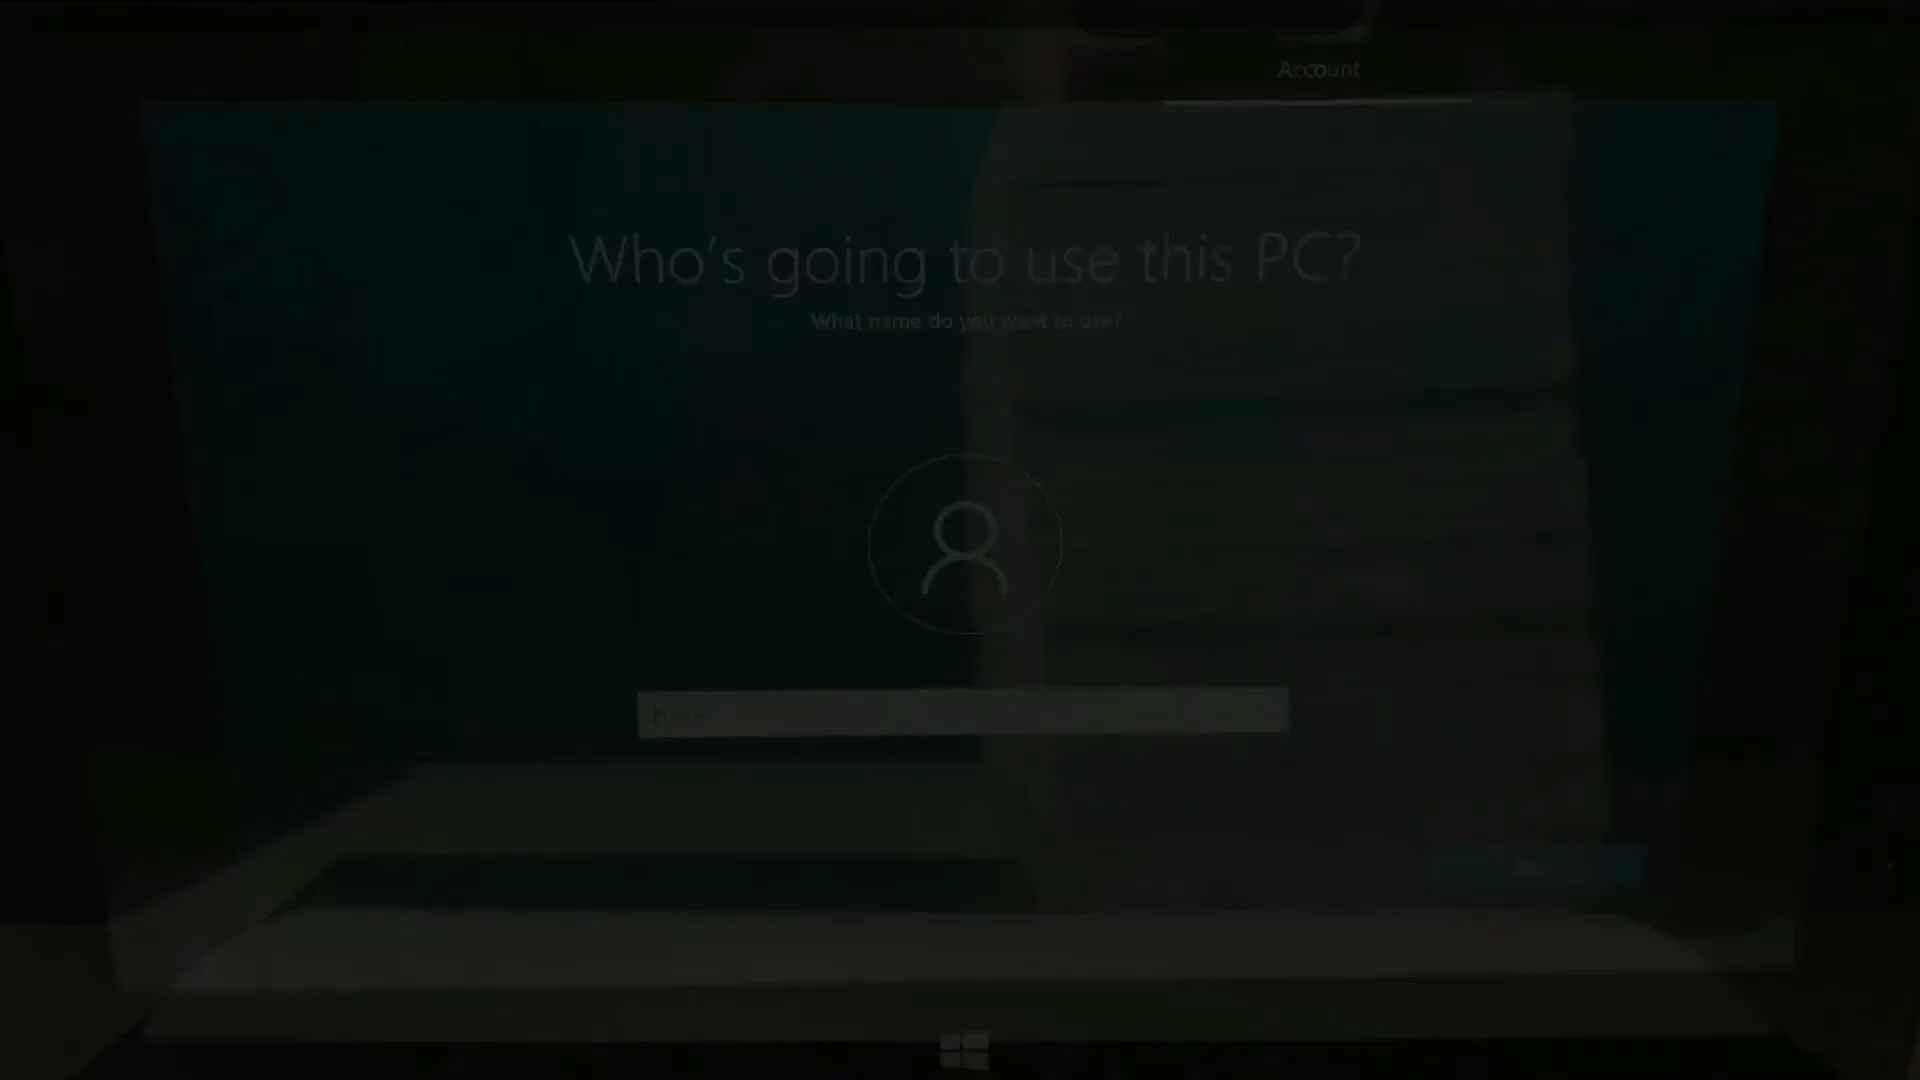 Account
Who's going to use this PC?
What name do you want to use?